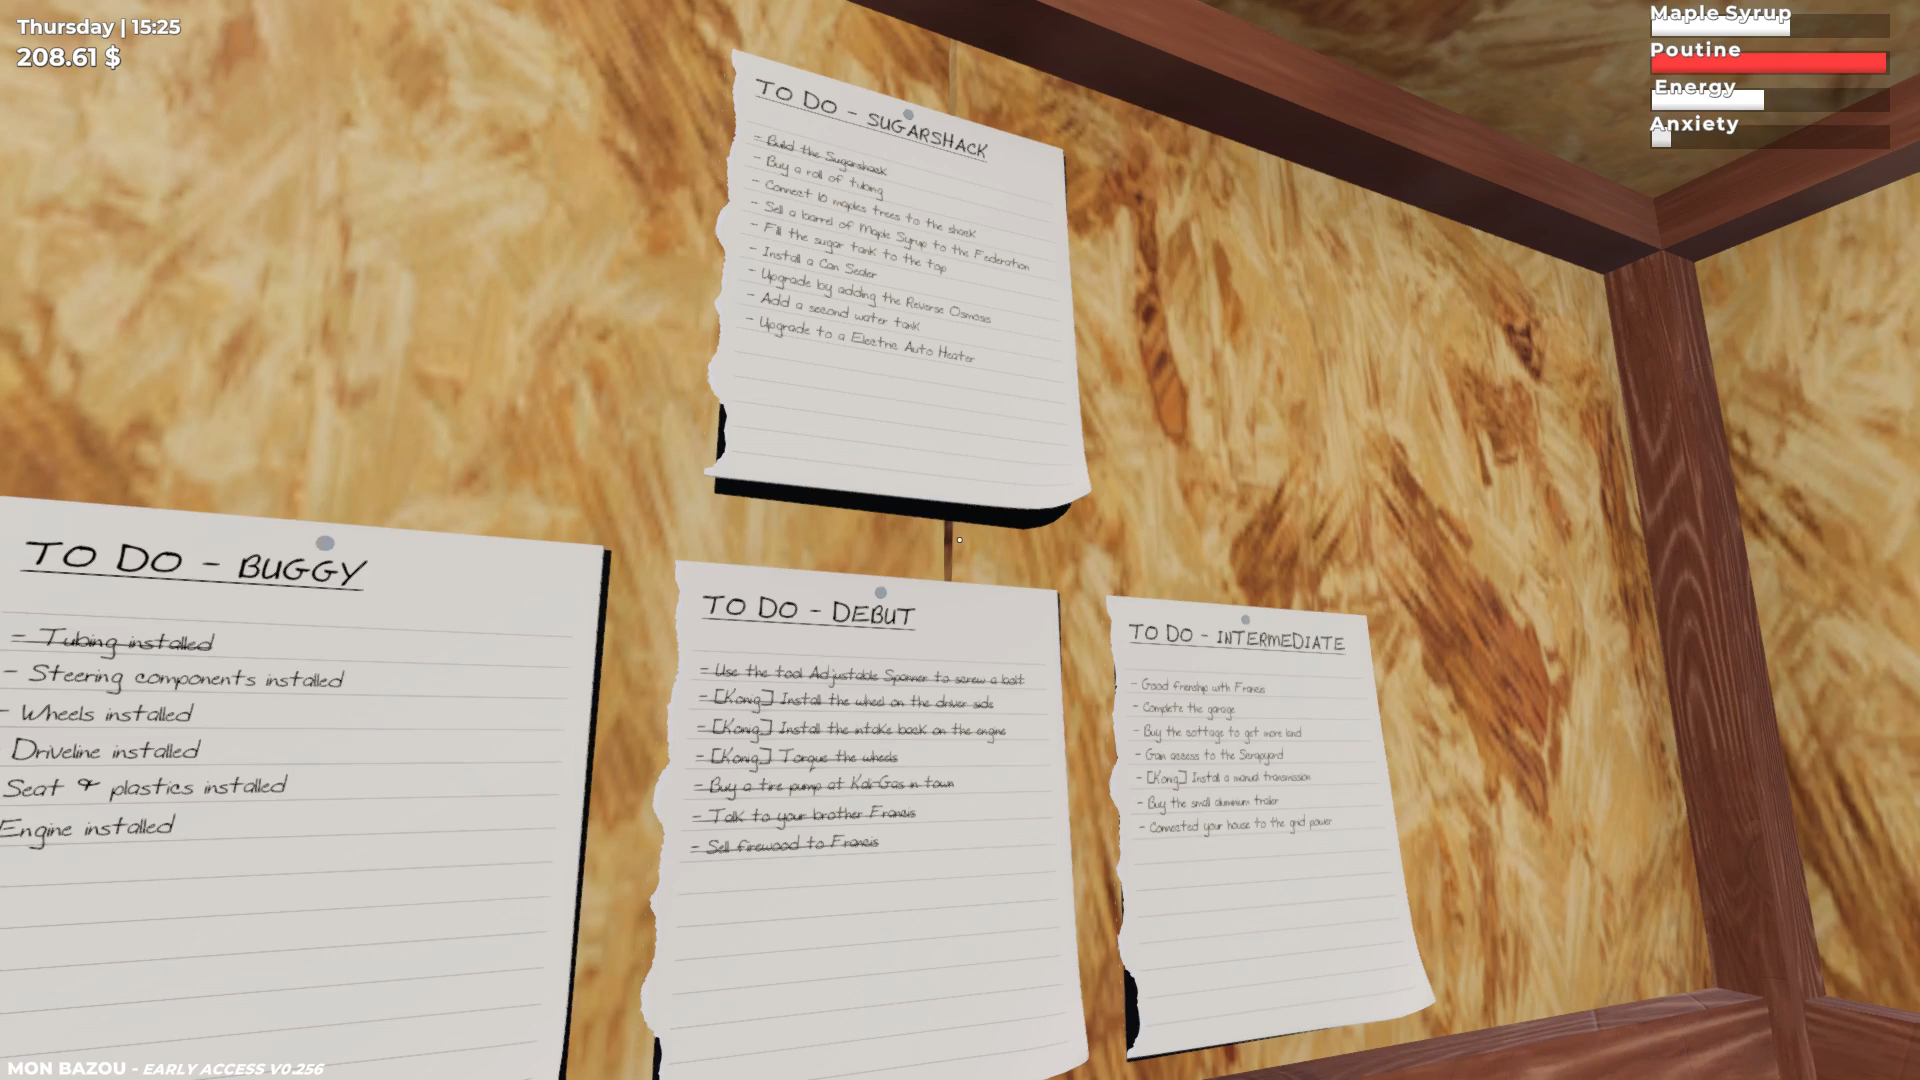 Thursday | 15:25
208.61 $
Maple Syrup
Poutine
Energy
Anxiety
TO DO - SUGARSHACK
- Build the Sugarshack
- Buy a roll of tubing
- Connect 10 maples trees to the shack
- Sell a barrel of Maple Syrup to the Federation
- Fill the sugar tank to the top
- Install a Can Sealer
- Upgrade by adding the Reverse Osmosis
- Add a second water tank
- Upgrade to a Electric Auto Heater
TO DO - BUGGY
- Tubing installed
- Steering components installed
- Wheels installed
Driveline installed
Seat & plastics installed
Engine installed
TO DO - DEBUT
- Use the tool Adjustable Spanner to screw a bolt
- [Konig] Install the wheel on the driver side
- [Konig] Install the intake back on the engine
- [Konig] Torque the wheels
- Buy a tire pump at Kali-Gas in town
- Talk to your brother Francis
- Sell firewood to Francis
TO DO - INTERMEDIATE
- Good frienship with Francis
- Complete the garage
- Buy the cottage to get more land
- Gain access to the Scrapyard
- [Konig] Install a manual transmission
- Buy the small aluminium trailer
- Connected your house to the grid power
MON BAZOU - EARLY ACCESS V0.256